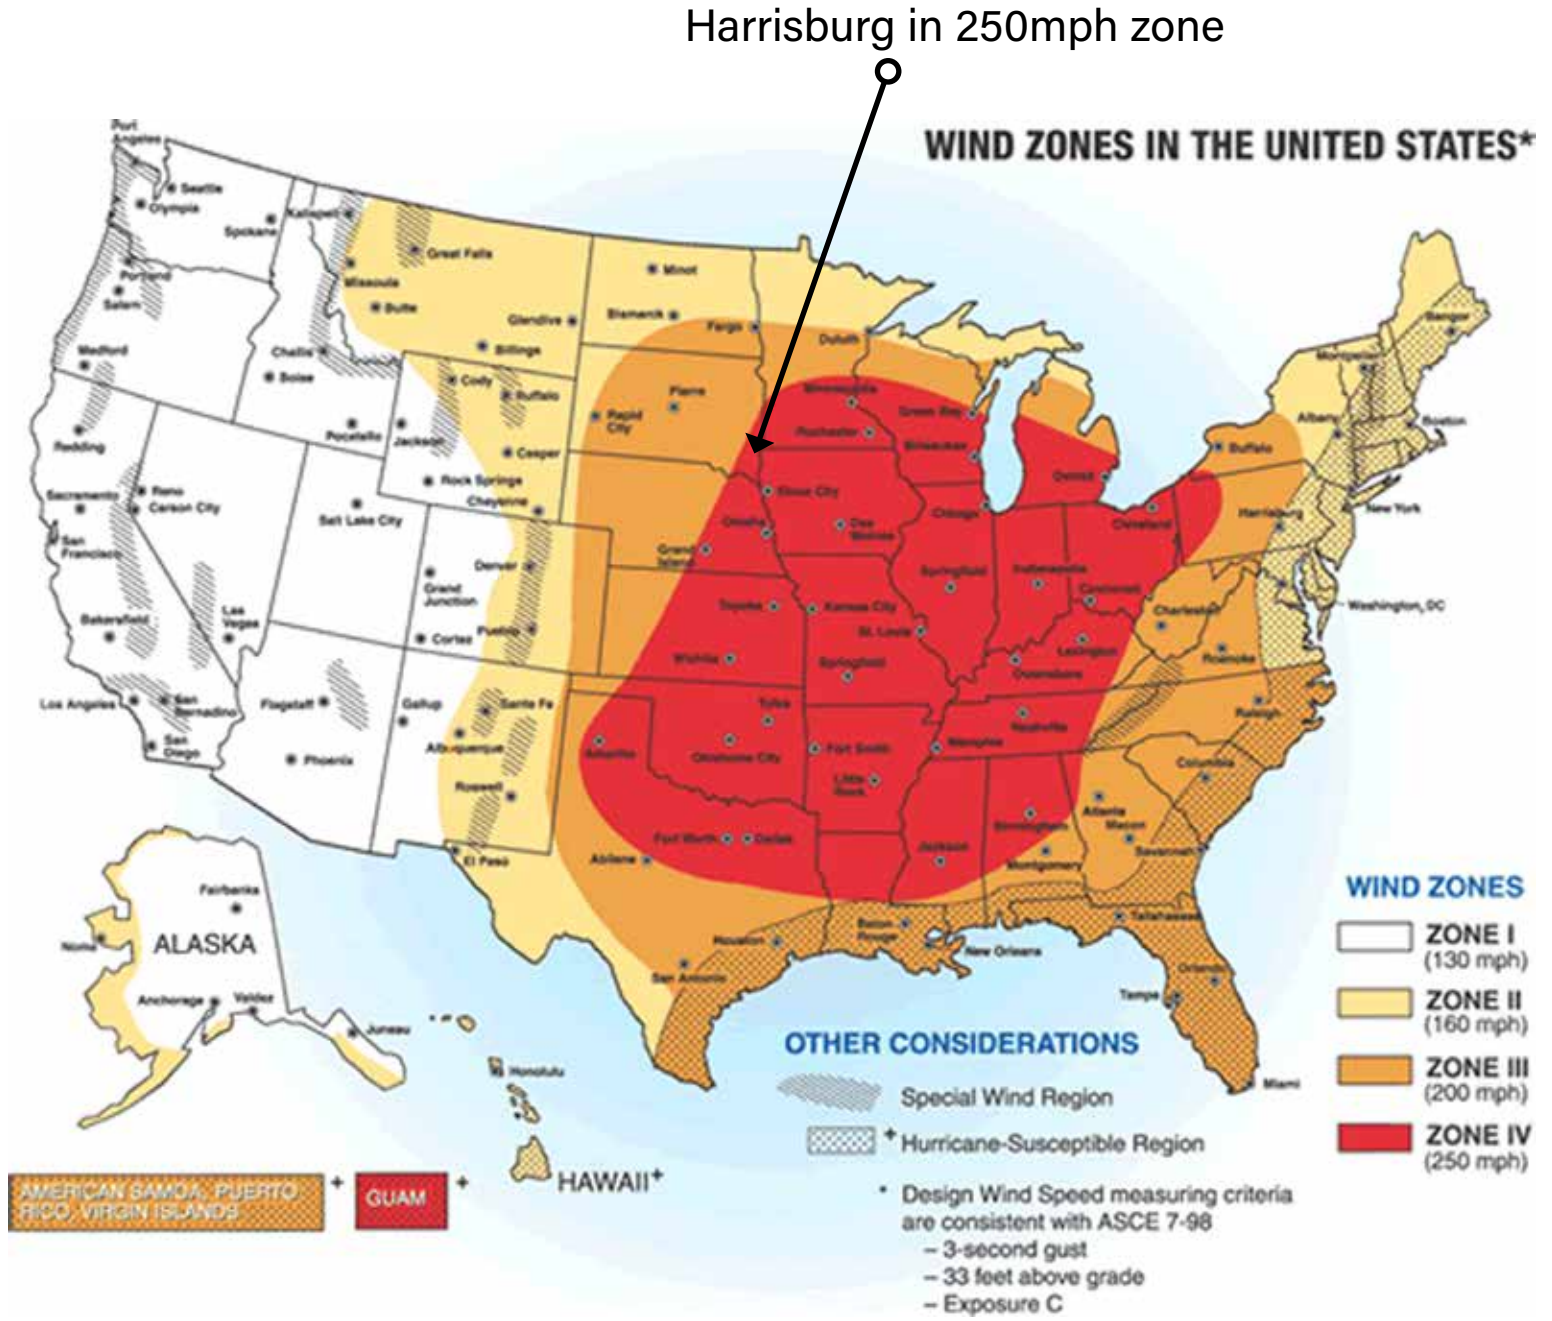 Harrisburg in 250mph zone
WIND ZONES IN THE UNITED STATES*
Port
Angeles
Seattle
Olympia
Spokane
Kalispell
Great Falls
Minot
Portland
Missoula
Salem
Butte
Glendive
Bismarck
Fargo
Duluth
Bangor
Medford
Challis
Billings
Montpelier
Boise
Cody
Buffalo
Pierre
Rapid
City
Minneapolis
Green Bay
Albany
Boston
Redding
Pocatello
Jackson
Casper
Rochester
Milwaukee
Buffalo
Rock Springs
Detroit
Sacramento
Reno
Carson City
Cheyenne
Sioux City
Chicago
Cleveland
Harrisburg
New York
Salt Lake City
Omaha
Des
Moines
San
Francisco
Grand
Island
Denver
Grand
Junction
Springfield
Indianapolis
Cincinnati
Charleston
Washington, DC
Bakersfield
Las
Vegas
Cortez
Pueblo
Topeka
Kansas City
St. Louis
Lexington
Roanoke
Wichita
Springfield
Owensboro
Los Angeles
San
Bernadino
Flagstaff
Gallup
Santa Fe
Tulsa
Nashville
Raleigh
San
Diego
Phoenix
Albuquerque
Amarillo
Oklahoma City
Fort Smith
Memphis
Columbia
Roswell
Little
Rock
Atlanta
Macon
Birmingham
El Paso
Abilene
Fort Worth
Dallas
Jackson
Montgomery
Savannah
Fairbanks
ALASKA
Nome
Anchorage
Valdez
Juneau
Houston
Baton
Rouge
New Orleans
Tallahassee
San Antonio
Orlando
Tampa
Miami
Honolulu
HAWAII+
WIND ZONES
ZONE I
(130 mph)
ZONE II
(160 mph)
ZONE III
(200 mph)
ZONE IV
(250 mph)
OTHER CONSIDERATIONS
Special Wind Region
+ Hurricane-Susceptible Region
AMERICAN SAMOA, PUERTO
RICO, VIRGIN ISLANDS
+
GUAM
+
* Design Wind Speed measuring criteria
are consistent with ASCE 7-98
– 3-second gust
– 33 feet above grade
– Exposure C